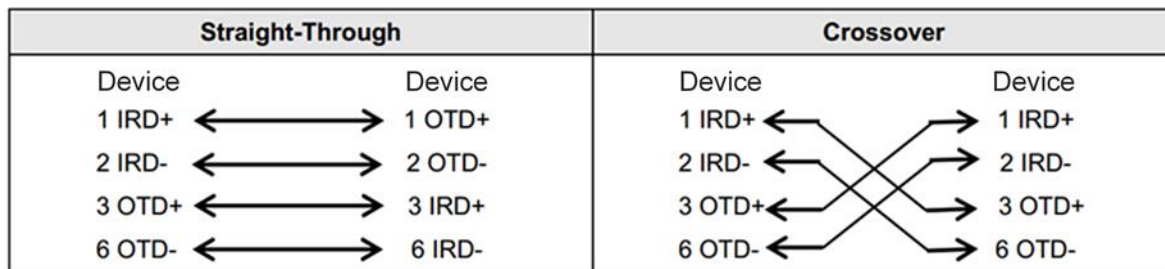 Straight-Through Crossover
Device Device Device Device
1 IRD+ 1 OTD+ 1 IRD+ 1 IRD+
2 IRD- 2 OTD- 2 IRD- 2 IRD-
3 OTD+ 3 IRD+ 3 OTD+ 3 OTD+
6 OTD- 6 IRD- 6 OTD- 6 OTD-